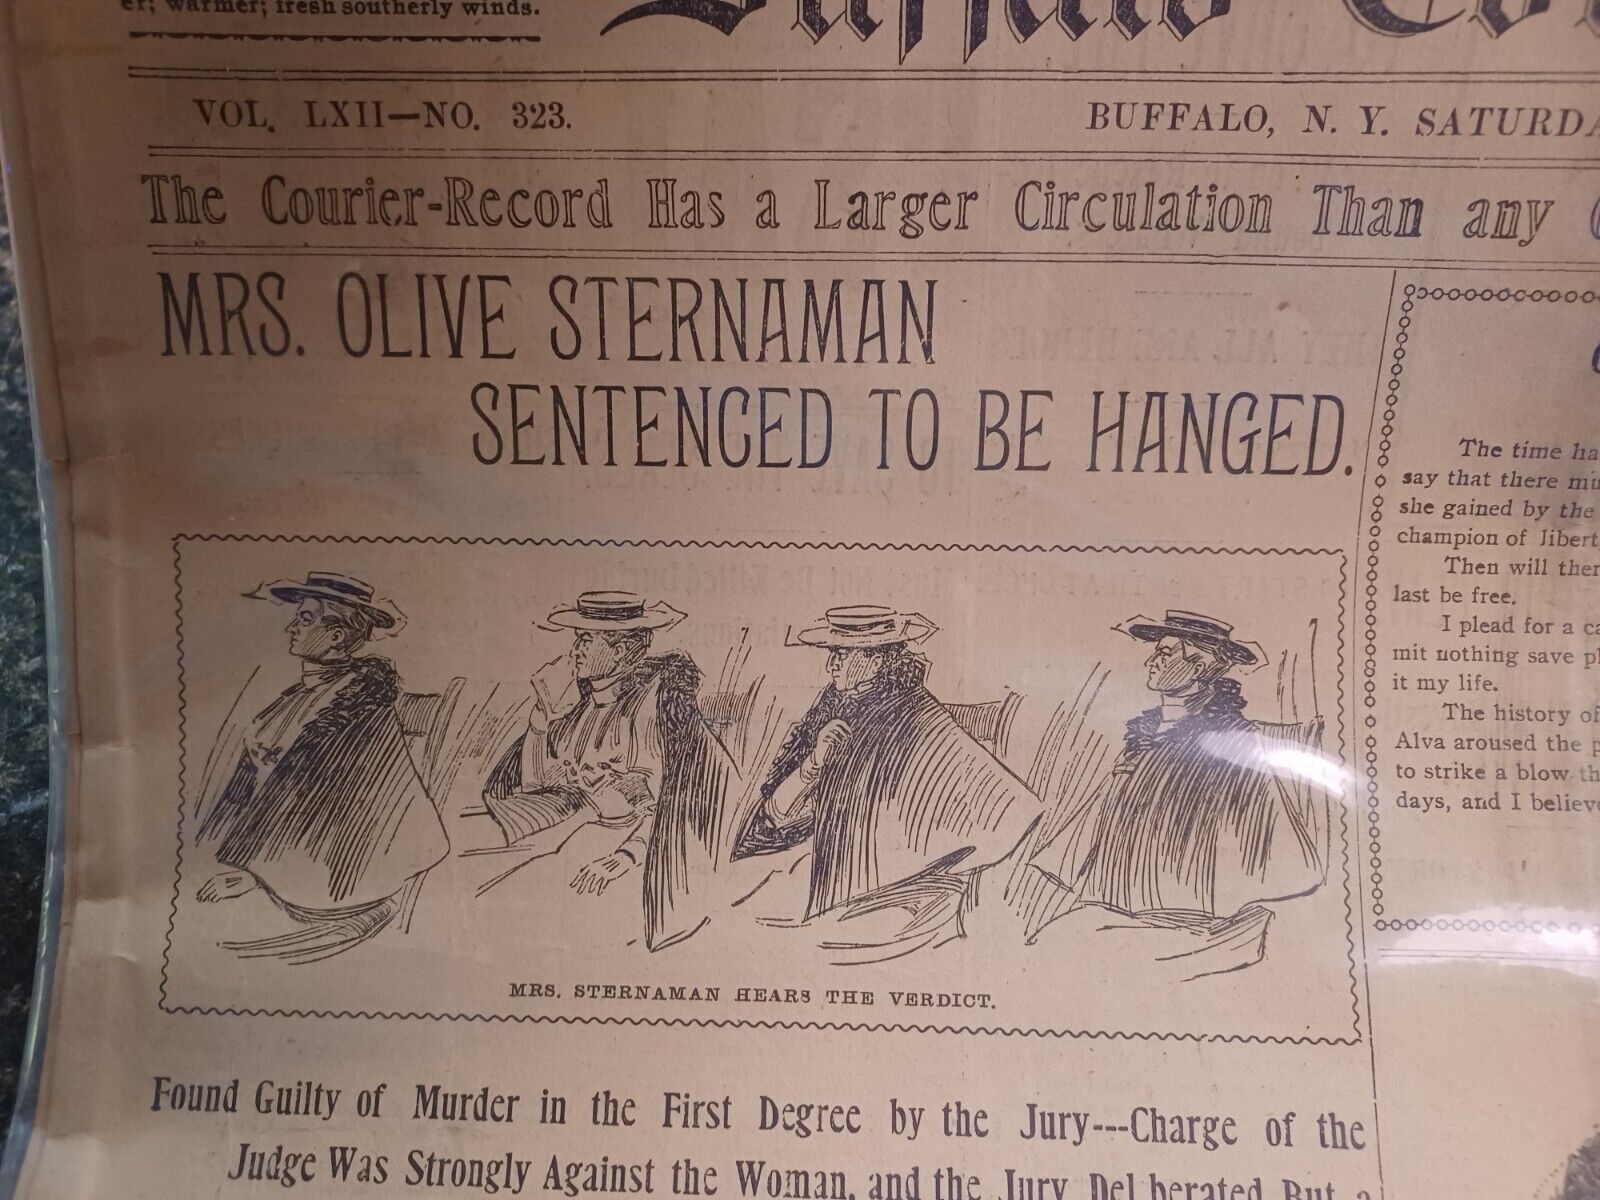 er; warmer; fresh southerly winds.
Buffalo
VOL. LXII—NO. 323.
BUFFALO, N. Y. SATURDA
The Courier-Record Has a Larger Circulation Than any
MRS. OLIVE STERNAMAN
SENTENCED TO BE HANGED.
MRS. STERNAMAN HEARS THE VERDICT.
Found Guilty of Murder in the First Degree by the Jury---Charge of the
Judge Was Strongly Against the Woman, and the Jury Del berated But a
The time ha
say that there mu
she gained by the
champion of libert
Then will ther
last be free.
I plead for a ca
mit nothing save pl
it my life.
The history of
Alva aroused the p
to strike a blow th
days, and I believe